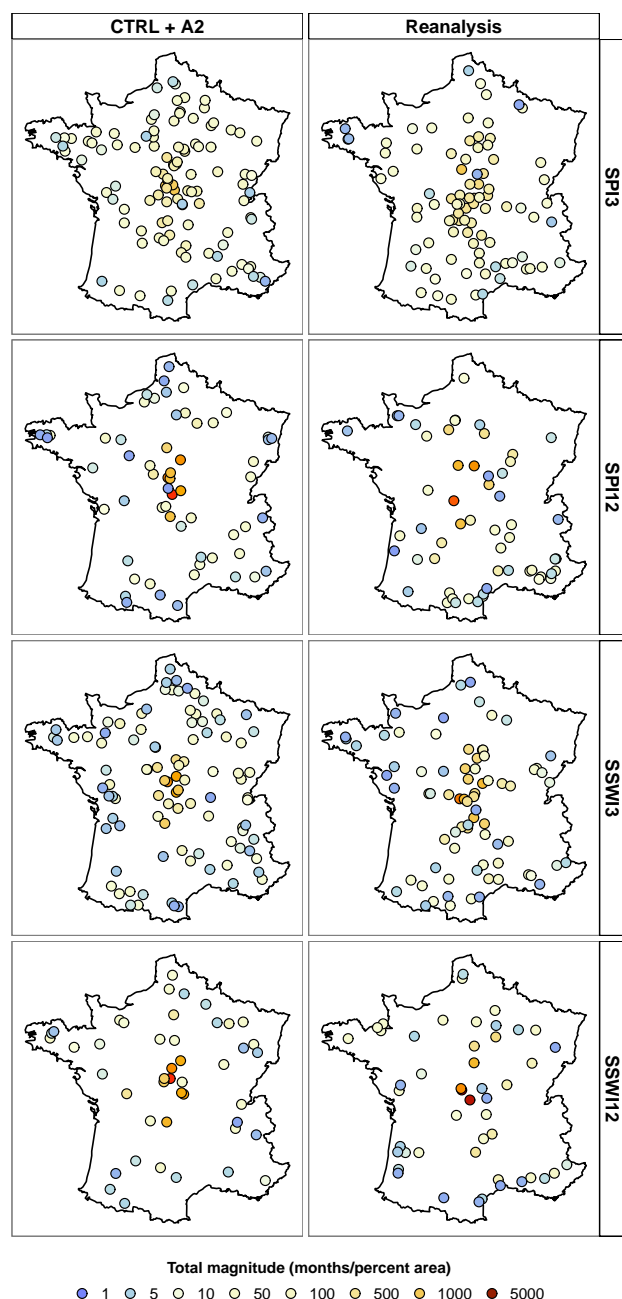 CTRL + A2 Reanalysis
SPI3
SPI12
SSWI3
SSWI12
Total magnitude (months/percent area)
1 5 10 50 100 500 1000 5000